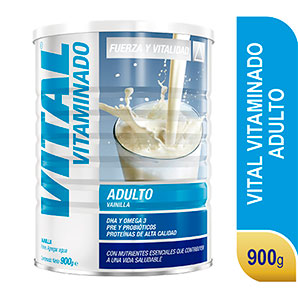 FUERZA Y VITALIDAD
VITAL
VITAMINADO
ADULTO
VAINILLA
DHA Y OMEGA 3
PRE Y PROBIÓTICOS
PROTEÍNAS DE ALTA CALIDAD
CON NUTRIENTES ESENCIALES QUE CONTRIBUYEN
A UNA VIDA SALUDABLE
900g
VITAL VITAMINADO
ADULTO
900g